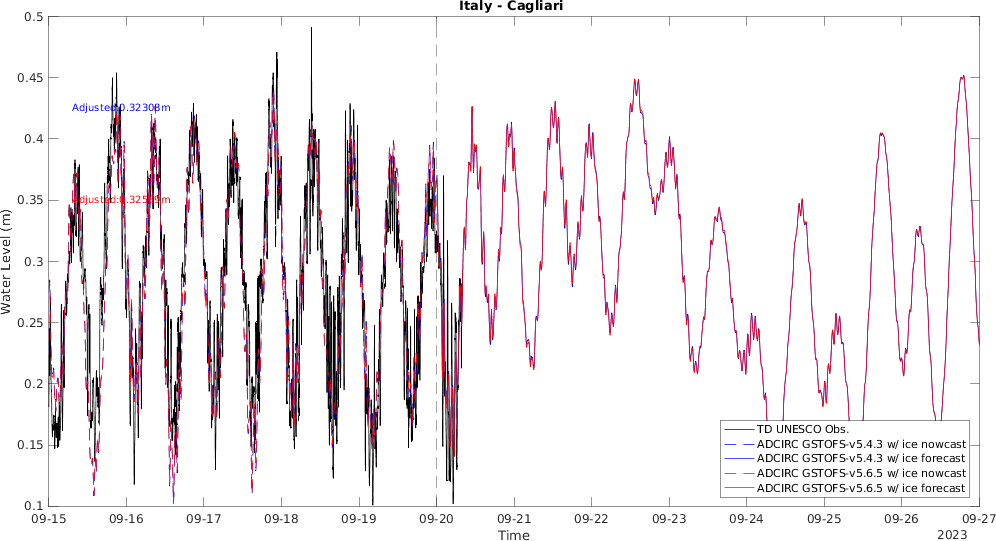 Italy - Cagliari
0.5
0.45
0.4
0.35
0.3
0.25
0.2
0.15
0.1
Water Level (m)
Adjusted:0.32308m
TD UNESCO Obs.
ADCIRC GSTOFS-v5.4.3 w/ ice nowcast
ADCIRC GSTOFS-v5.4.3 w/ ice forecast
ADCIRC GSTOFS-v5.6.5 w/ ice nowcast
ADCIRC GSTOFS-v5.6.5 w/ ice forecast
09-15 09-16 09-17 09-18 09-19 09-20 09-21 09-22 09-23 09-24 09-25 09-26 09-27
Time
2023